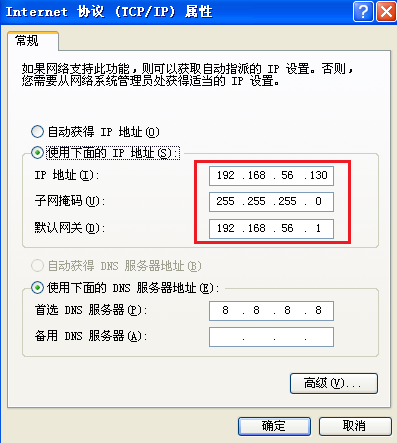 Internet 协议 (TCP/IP) 属性
常规
如果网络支持此功能，则可以获取自动指派的 IP 设置。否则，
您需要从网络系统管理员处获得适当的 IP 设置。
自动获得 IP 地址(O)
使用下面的 IP 地址(S):
IP 地址(I): 192 .168 .56 .130
子网掩码(U): 255 .255 .255 .0
默认网关(D): 192 .168 .56 .1
自动获得 DNS 服务器地址(B)
使用下面的 DNS 服务器地址(E):
首选 DNS 服务器(P): 8 .8 .8 .8
备用 DNS 服务器(A): . . .
高级(V)...
确定 取消